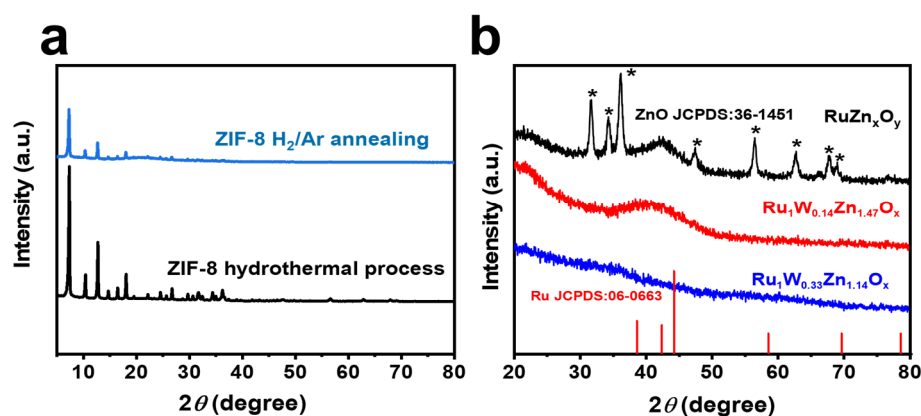 a
Intensity (a.u.)
ZIF-8 H₂/Ar annealing
ZIF-8 hydrothermal process
10 20 30 40 50 60 70 80
2θ (degree)
b
Intensity (a.u.)
* * * * * * * *
ZnO JCPDS:36-1451
RuZnₓOᵧ
Ru₁W₀.₁₄Zn₁.₄₇Oₓ
Ru₁W₀.₃₃Zn₁.₁₄Oₓ
Ru JCPDS:06-0663
20 30 40 50 60 70 80
2θ (degree)